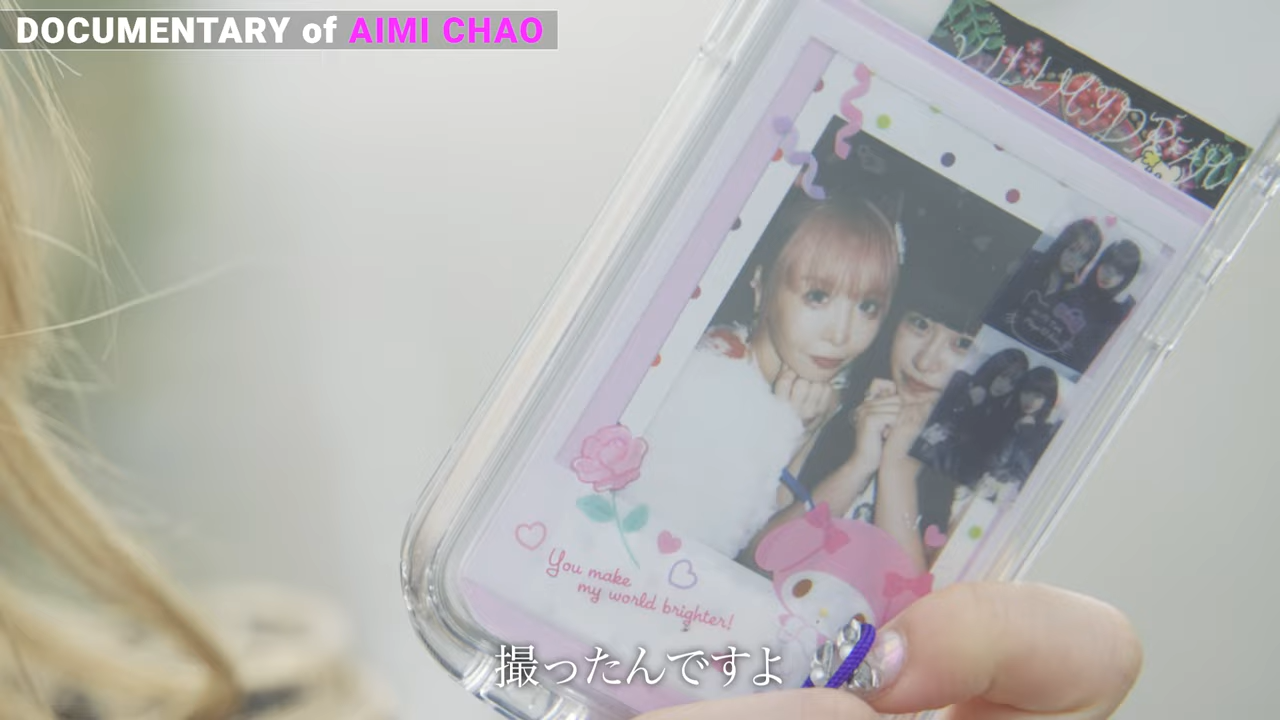 DOCUMENTARY of AIMI CHAO
You make
my world brighter!
撮ったんですよ